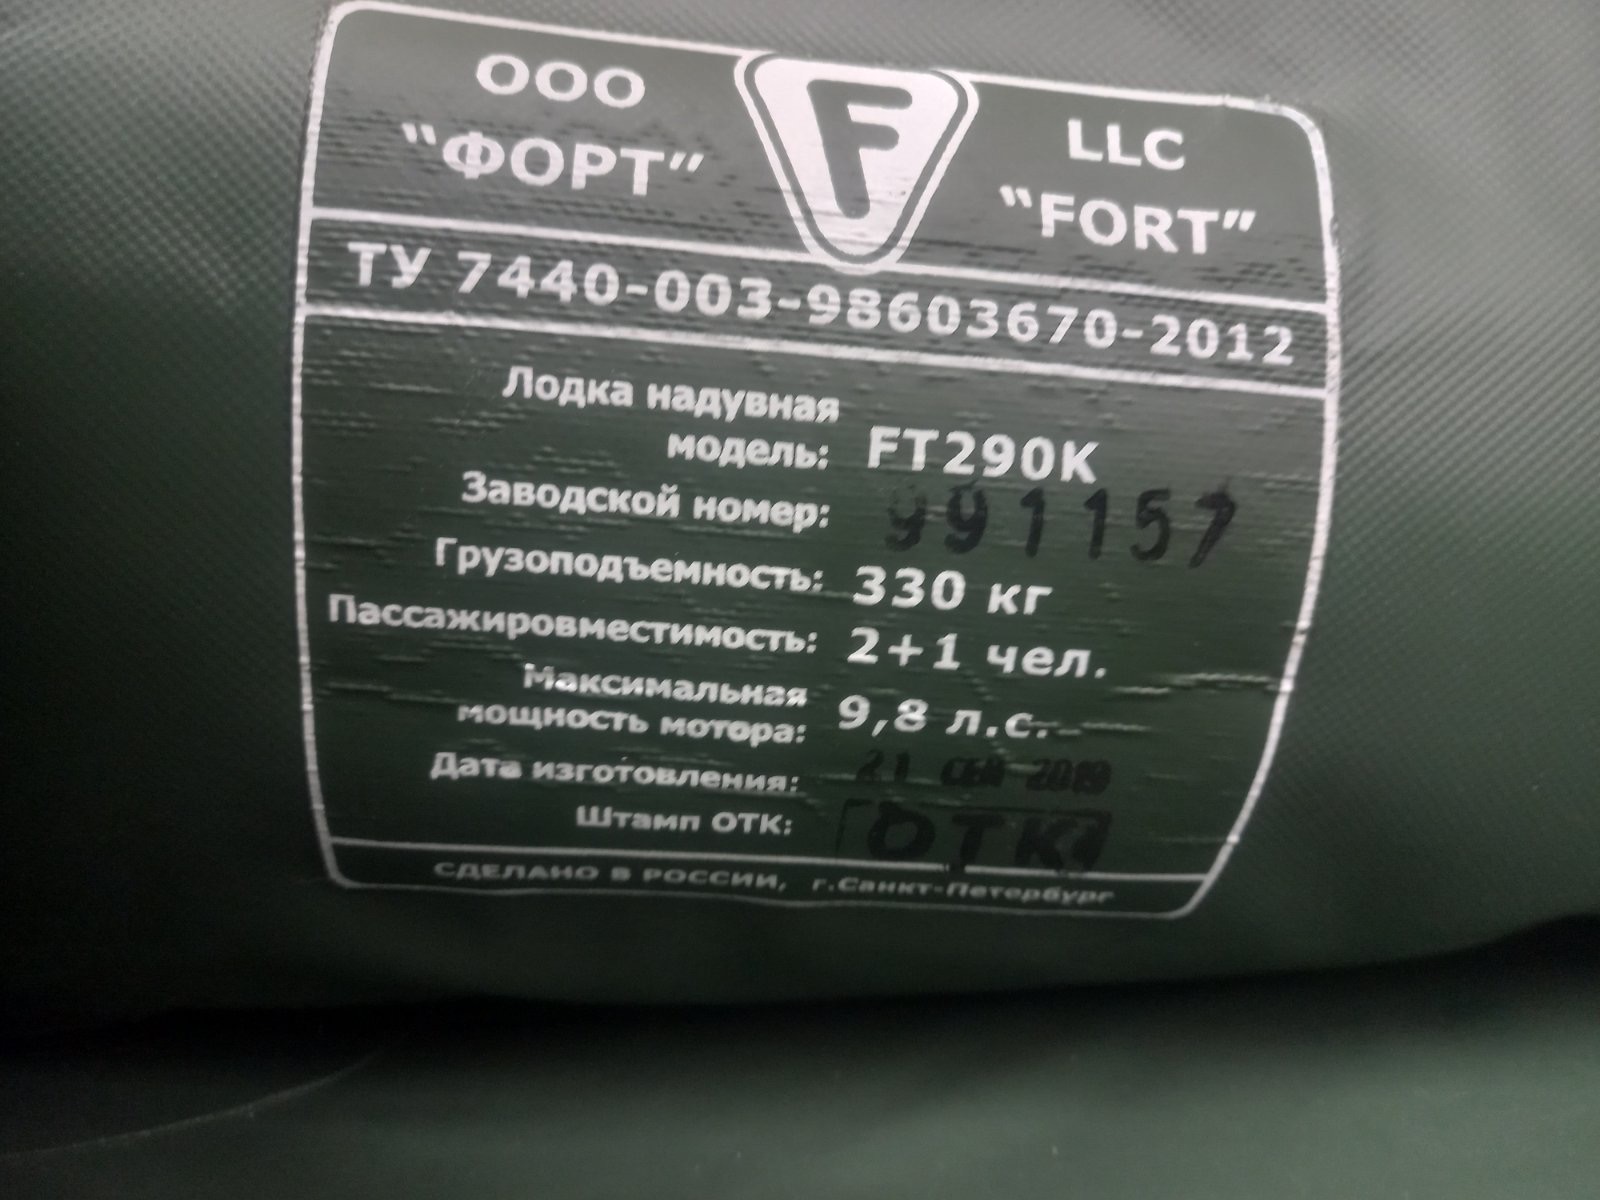 ООО
"ФОРТ"
F
LLC
"FORT"
ТУ 7440-003-98603670-2012
Лодка надувная
модель: FT290K
Заводской номер: 991157
Грузоподъемность: 330 кг
Пассажировместимость: 2+1 чел.
Максимальная
мощность мотора: 9,8 л.с.
Дата изготовления: 21
Штамп ОТК: ОТК
СДЕЛАНО В РОССИИ, г.Санкт-Петербург